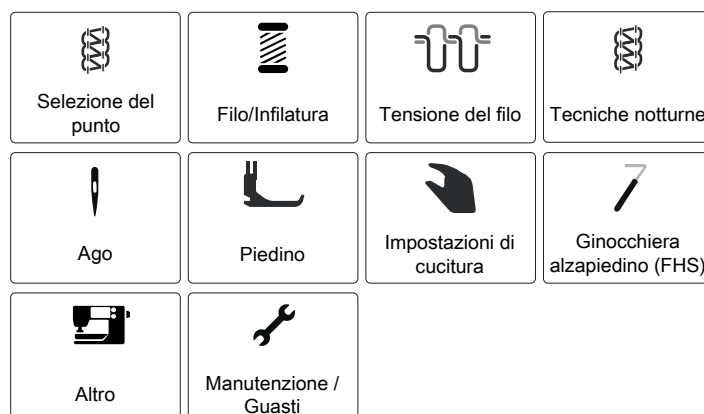 Selezione del
punto
Filo/Infilatura
Tensione del filo
Tecniche notturne
Ago
Piedino
Impostazioni di
cucitura
Ginocchiera
alzapiedino (FHS)
Altro
Manutenzione /
Guasti